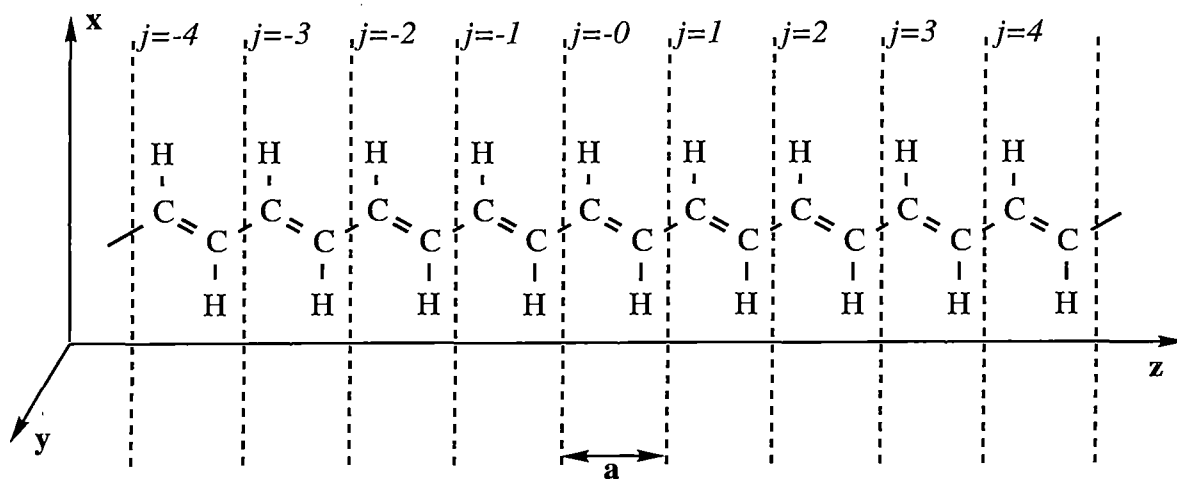 x
j=-4 j=-3 j=-2 j=-1 j=-0 j=1 j=2 j=3 j=4
H H H H H H H H H
C C C C C C C C C
C C C C C C C C C
H H H H H H H H H
z
y
a